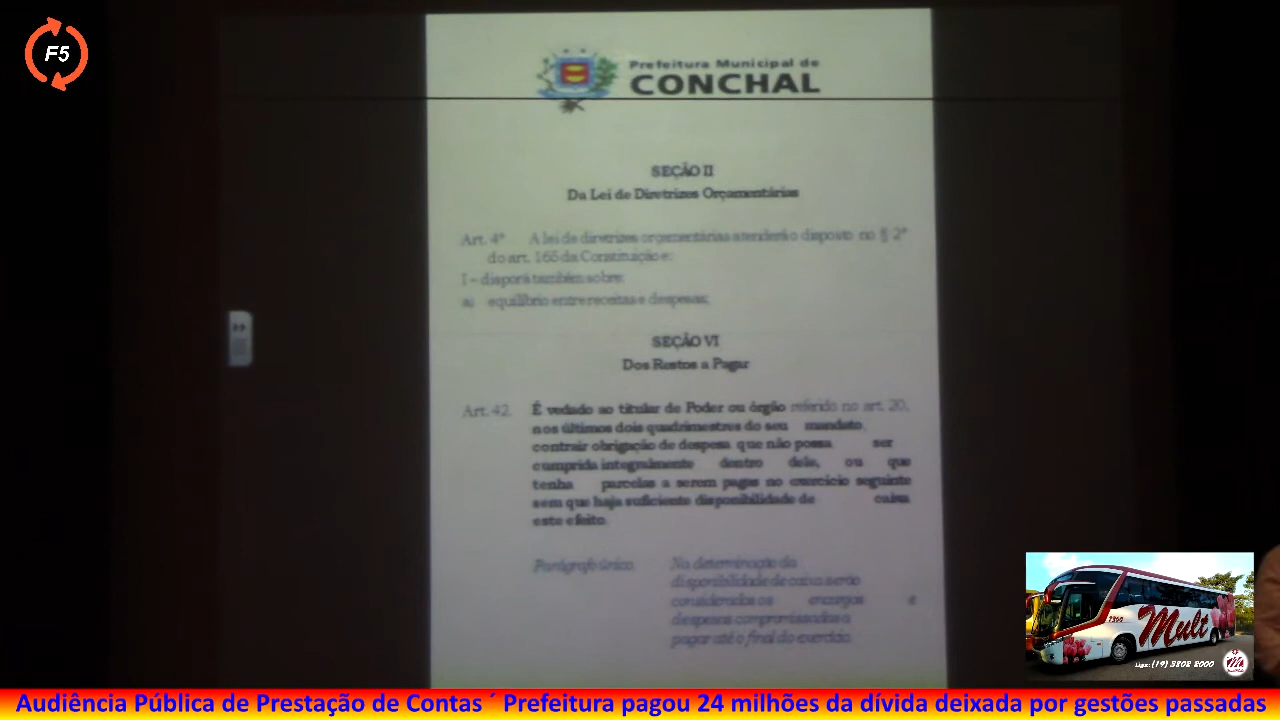 F5
Prefeitura Municipal de
CONCHAL
SEÇÃO II
Da Lei de Diretrizes Orçamentárias
Art. 4º A lei de diretrizes orçamentárias atenderá o disposto no § 2º
do art. 165 da Constituição e:
I – disporá também sobre:
a) equilíbrio entre receitas e despesas;
SEÇÃO VI
Dos Restos a Pagar
Art. 42. É vedado ao titular de Poder ou órgão referido no art. 20,
nos últimos dois quadrimestres do seu mandato,
contrair obrigação de despesa que não possa ser
cumprida integralmente dentro dele, ou que
tenha parcelas a serem pagas no exercício seguinte
sem que haja suficiente disponibilidade de caixa
este efeito.
Parágrafo único. Na determinação da
disponibilidade de caixa serão
considerados os encargos e
despesas compromissadas a
pagar até o final do exercício.
7300
Mult
Ligue: (19) 3802 2000
Audiência Pública de Prestação de Contas ´ Prefeitura pagou 24 milhões da dívida deixada por gestões passadas